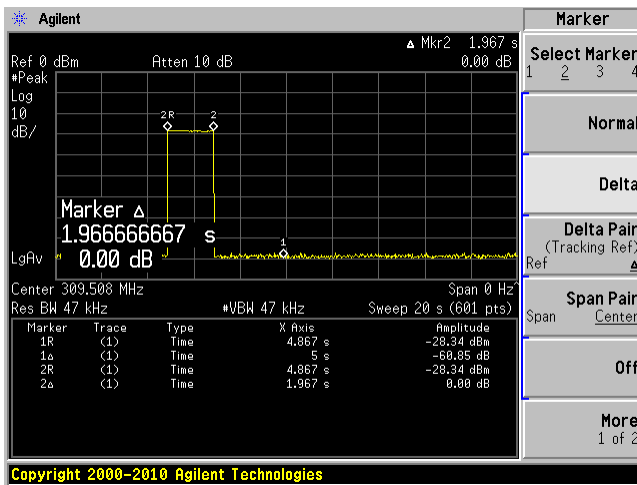 Agilent
Marker
Δ Mkr2 1.967 s
Ref 0 dBm Atten 10 dB 0.00 dB
#Peak
Log
10
dB/
2R 2
Marker Δ
1.966666667 s
0.00 dB
1
LgAv
Center 309.508 MHz Span 0 Hz^
Res BW 47 kHz #VBW 47 kHz Sweep 20 s (601 pts)
Marker Trace Type X Axis Amplitude
1R (1) Time 4.867 s -28.34 dBm
1Δ (1) Time 5 s -60.85 dB
2R (1) Time 4.867 s -28.34 dBm
2Δ (1) Time 1.967 s 0.00 dB
Select Marker
1 2 3 4
Normal
Delta
Delta Pair
(Tracking Ref)
Ref Δ
Span Pair
Span Center
Off
More
1 of 2
Copyright 2000-2010 Agilent Technologies